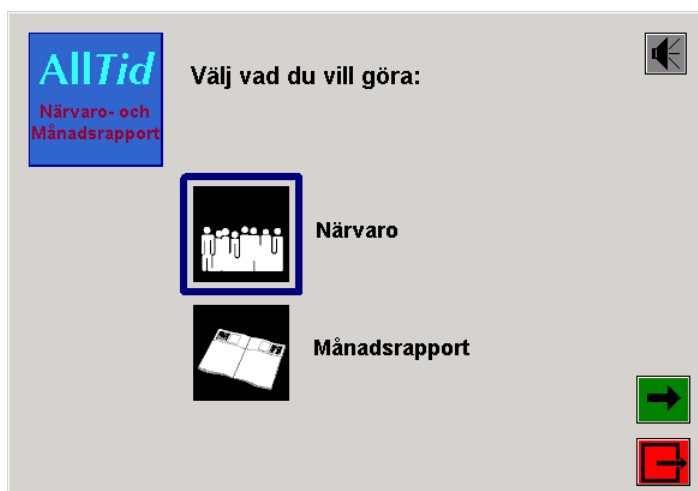 AllTid
Närvaro- och
Månadsrapport
Välj vad du vill göra:
Närvaro
Månadsrapport